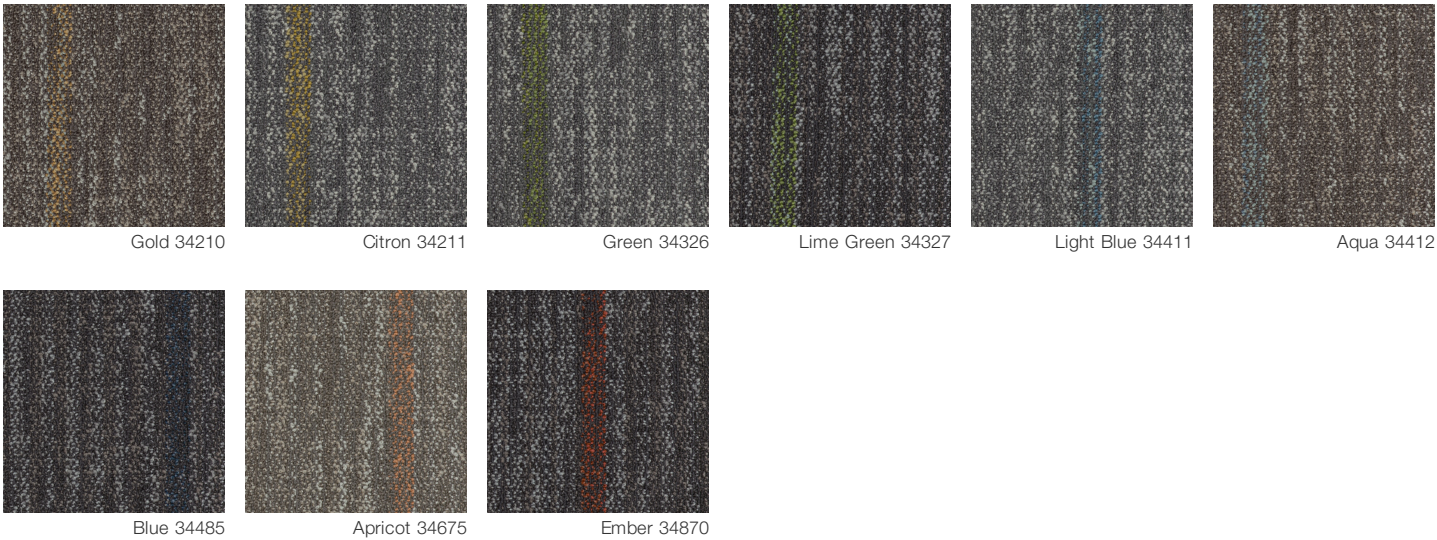 Gold 34210
Citron 34211
Green 34326
Lime Green 34327
Light Blue 34411
Aqua 34412
Blue 34485
Apricot 34675
Ember 34870